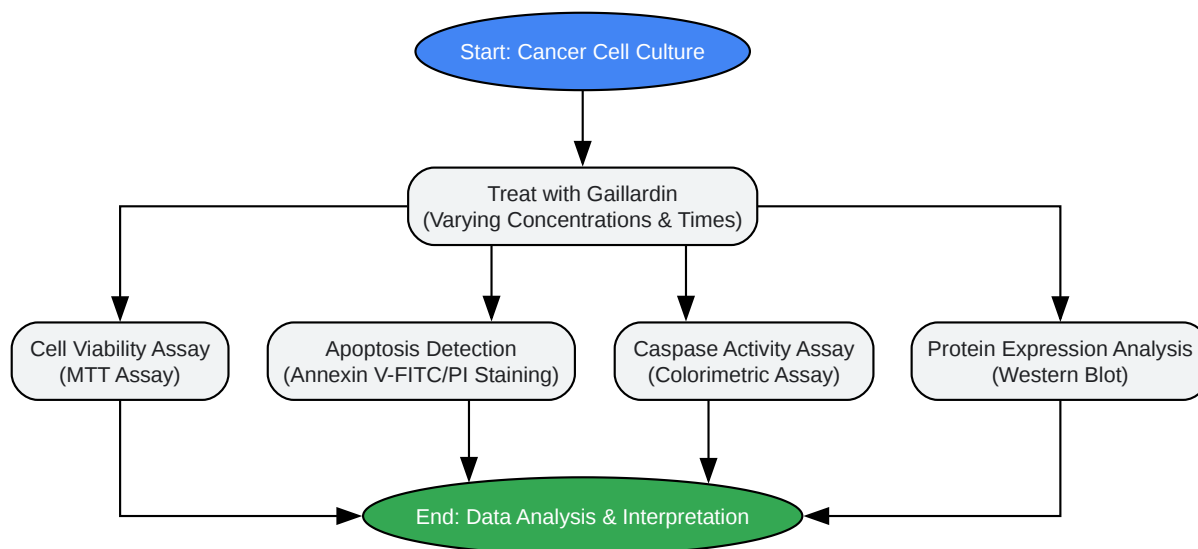 Start: Cancer Cell Culture
Treat with Gaillardin
(Varying Concentrations & Times)
Cell Viability Assay
(MTT Assay)
Apoptosis Detection
(Annexin V-FITC/PI Staining)
Caspase Activity Assay
(Colorimetric Assay)
Protein Expression Analysis
(Western Blot)
End: Data Analysis & Interpretation